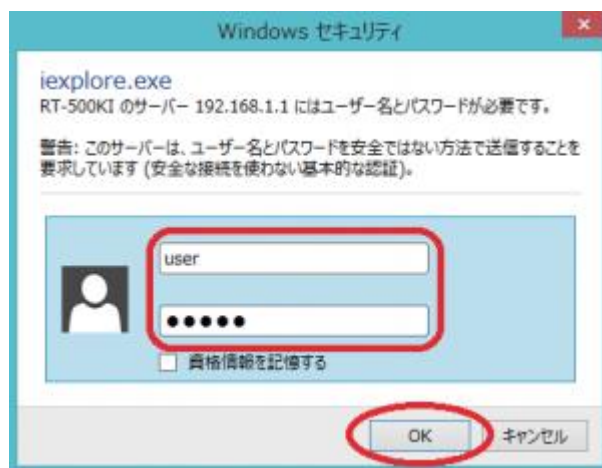 Windows セキュリティ
iexplore.exe
RT-500KI のサーバー 192.168.1.1 にはユーザー名とパスワードが必要です。
警告: このサーバーは、ユーザー名とパスワードを安全ではない方法で送信することを
要求しています (安全な接続を使わない基本的な認証)。
user
●●●●●
資格情報を記憶する
OK
キャンセル